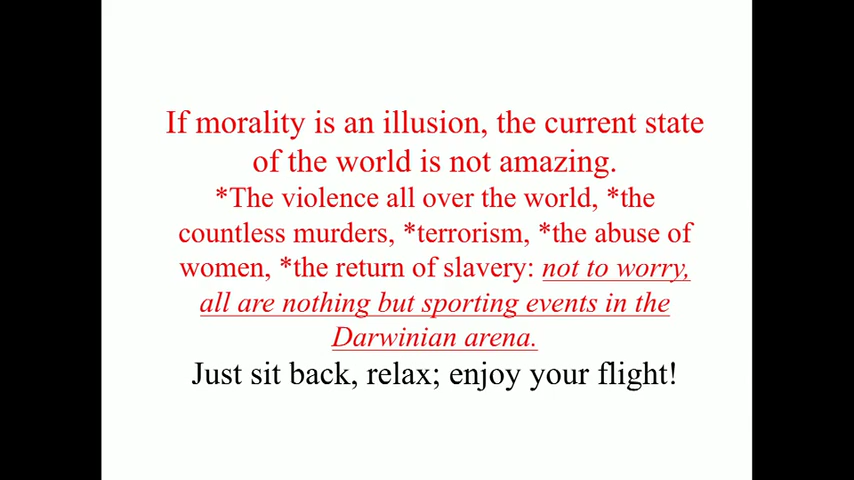 If morality is an illusion, the current state
of the world is not amazing.
*The violence all over the world, *the
countless murders, *terrorism, *the abuse of
women, *the return of slavery: not to worry,
all are nothing but sporting events in the
Darwinian arena.
Just sit back, relax; enjoy your flight!